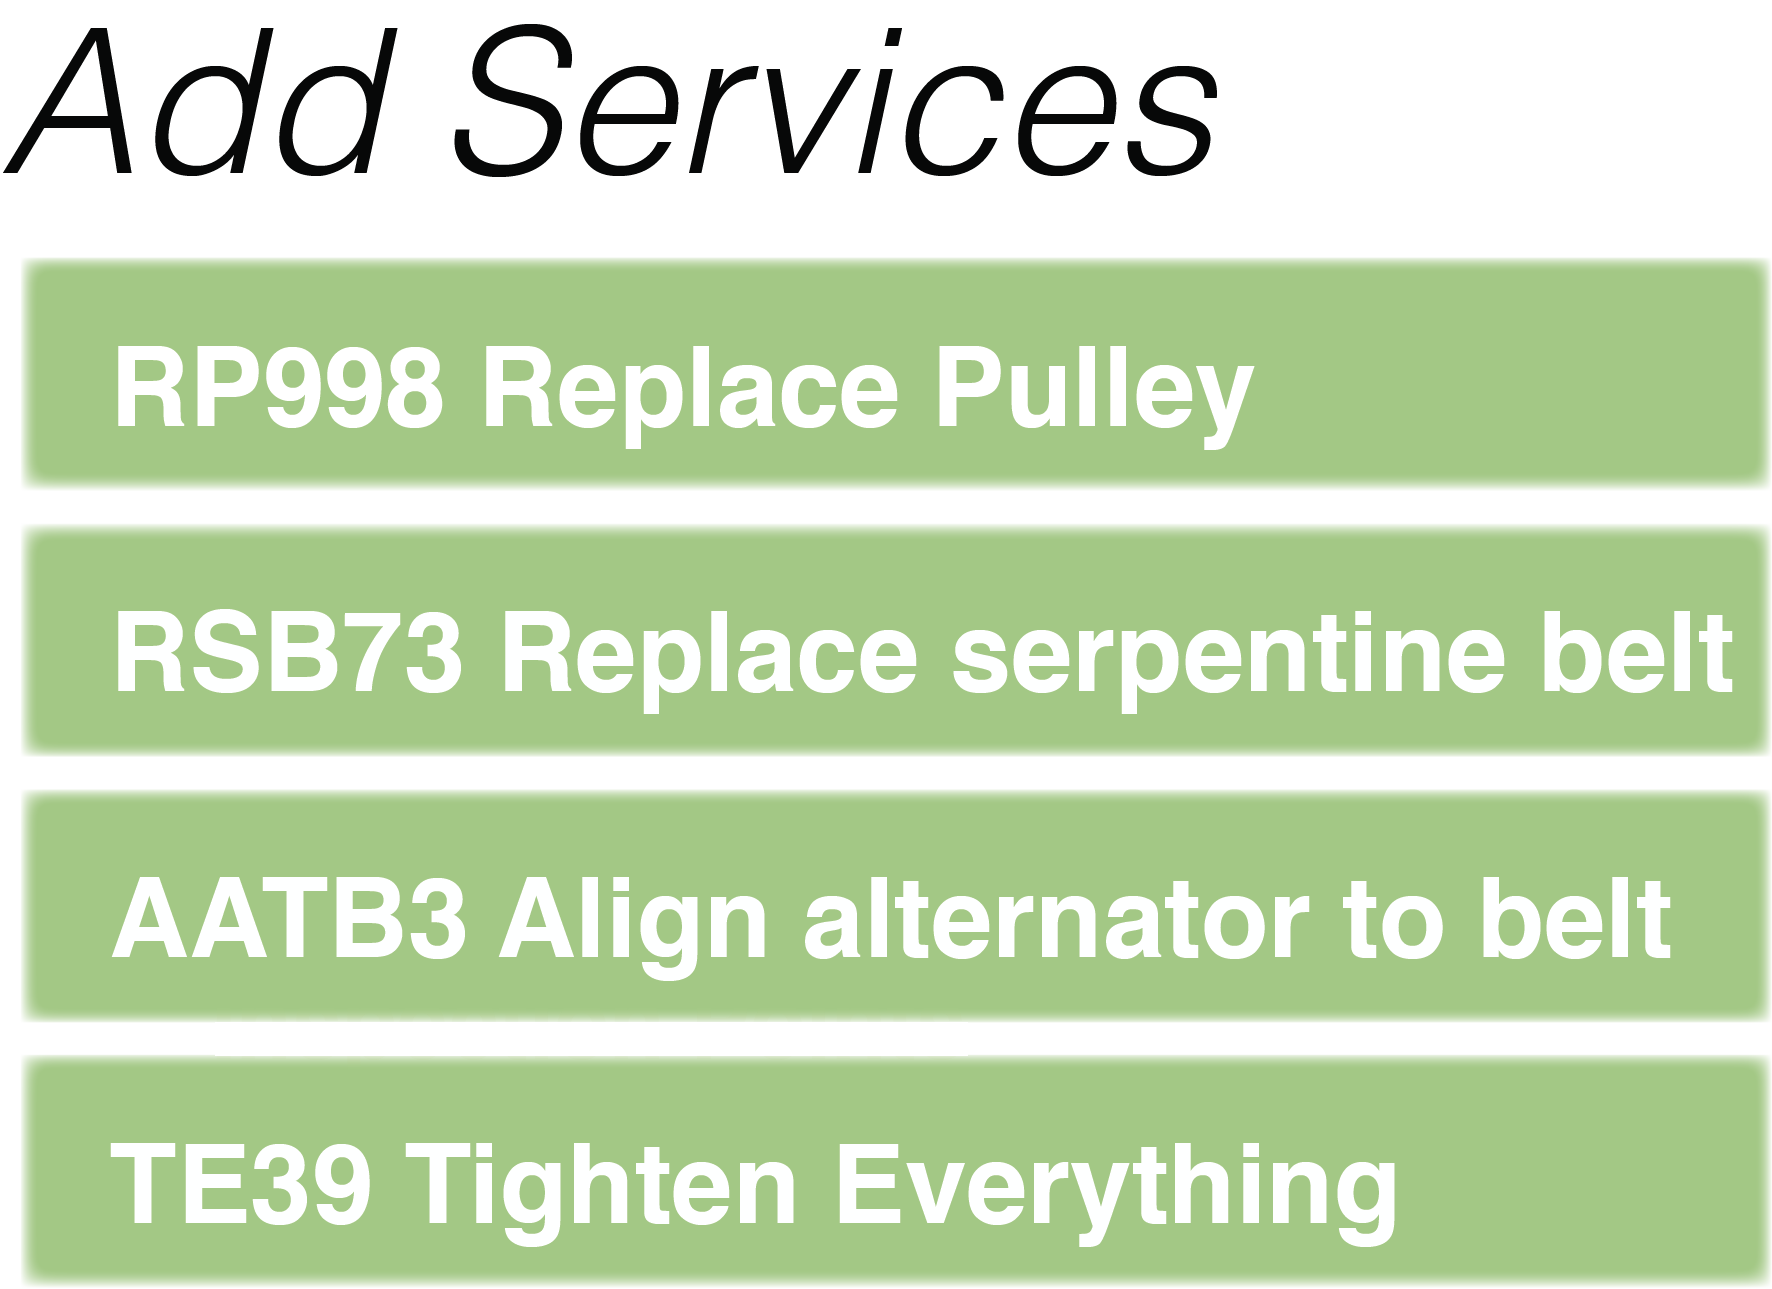 Add Services
RP998 Replace Pulley
RSB73 Replace serpentine belt
AATB3 Align alternator to belt
TE39 Tighten Everything